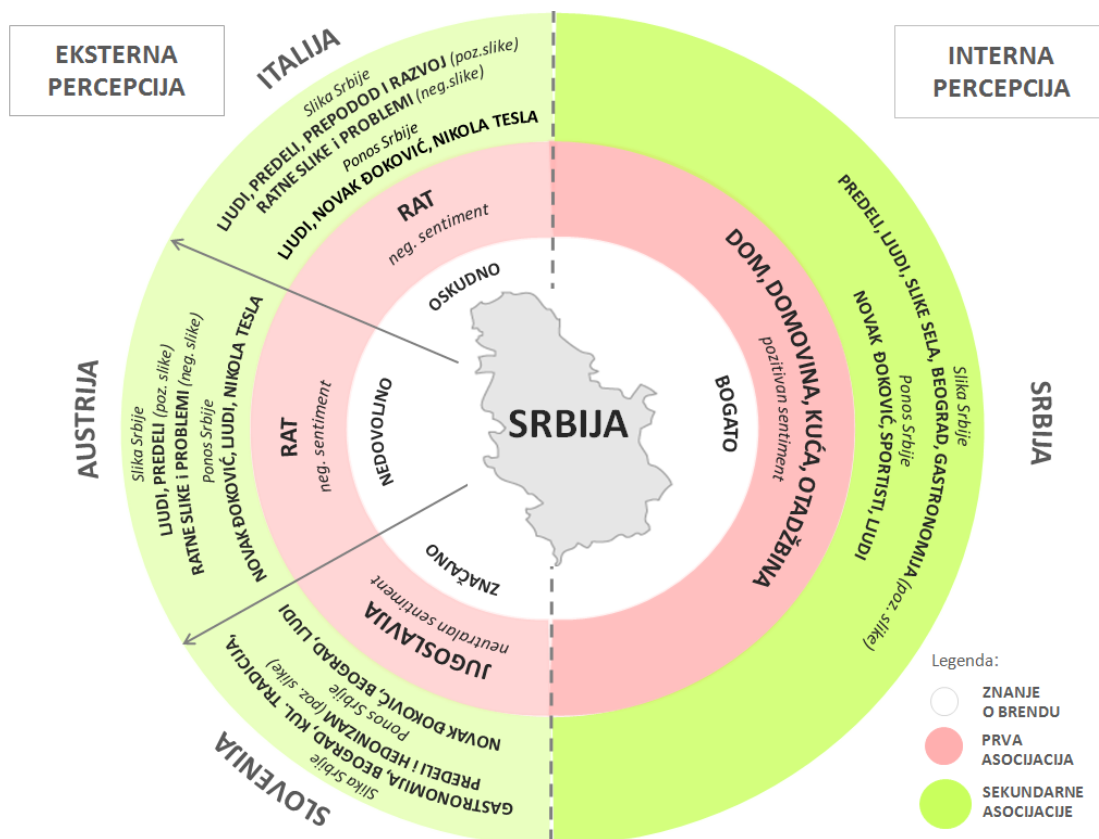 EKSTERNA
PERCEPCIJA
INTERNA
PERCEPCIJA
ITALIJA
Slika Srbije
LJUDI, PREDELI, PREPODOD I RAZVOJ (poz.slike)
RATNE SLIKE i PROBLEMI (neg.slike)
Ponos Srbije
LJUDI, NOVAK ĐOKOVIĆ, NIKOLA TESLA
RAT
neg. sentiment
OSKUDNO
AUSTRIJA
Slika Srbije
LJUDI, PREDELI (poz. slike)
RATNE SLIKE i PROBLEMI (neg. slike)
Ponos Srbije
NOVAK ĐOKOVIĆ, LJUDI, NIKOLA TESLA
RAT
neg. sentiment
NEDOVOLJNO
SLOVENIJA
Slika Srbije
GASTRONOMIJA, BEOGRAD, KUL. TRADICIJA,
PREDELI i HEDONIZAM (poz. slike)
Ponos Srbije
NOVAK ĐOKOVIĆ, BEOGRAD, LJUDI
JUGOSLAVIJA
neutralan sentiment
ZNAČAJNO
SRBIJA
BOGATO
DOM, DOMOVINA, KUĆA, OTADŽBINA
pozitivan sentiment
Slika Srbije
PREDELI, LJUDI, SLIKE SELA, BEOGRAD, GASTRONOMIJA (poz. slike)
Ponos Srbije
NOVAK ĐOKOVIĆ, SPORTISTI, LJUDI
SRBIJA
Legenda:
ZNANJE
O BRENDU
PRVA
ASOCIJACIJA
SEKUNDARNE
ASOCIJACIJE